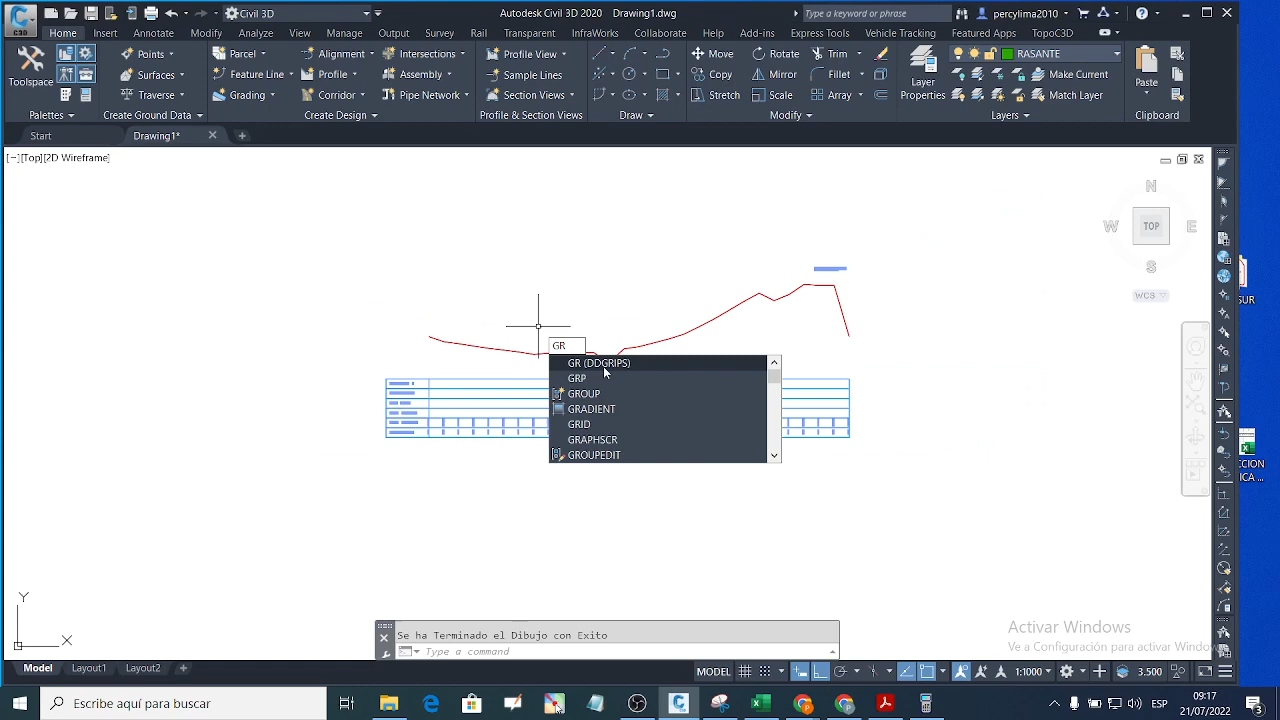 C3D
Civil 3D
Autodesk Civil 3D 2020 Drawing1.dwg
Type a keyword or phrase
percylima2010
Home Insert Annotate Modify Analyze View Manage Output Survey Rail Transparent InfraWorks Collaborate Help Add-ins Express Tools Vehicle Tracking Featured Apps TopoC3D
Toolspace
Palettes
Points
Surfaces
Traverse
Create Ground Data
Parcel
Feature Line
Grading
Alignment
Profile
Corridor
Intersections
Assembly
Pipe Network
Create Design
Profile View
Sample Lines
Section Views
Profile & Section Views
Draw
Move
Copy
Stretch
Rotate
Mirror
Scale
Trim
Fillet
Array
Modify
Layer Properties
RASANTE
Make Current
Match Layer
Layers
Paste
Clipboard
Start
Drawing1*
[−][Top][2D Wireframe]
N
W TOP E
S
WCS
GR
GR (DDGRIPS)
GRP
GROUP
GRADIENT
GRID
GRAPHSCR
GROUPEDIT
SUR
CCION
ICA...
Y
X
Se ha Terminado el Dibujo con Exito
Type a command
Activar Windows
Ve a Configuración para activar Windows
Model Layout1 Layout2
MODEL
1:1000
3.500
Escribe aquí para buscar
ESP
09:17
21/07/2022